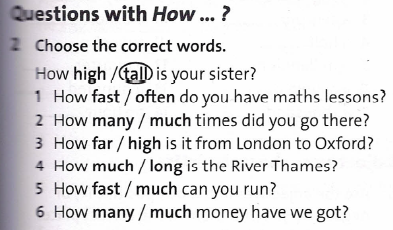 Questions with How ... ?
2 Choose the correct words.
How high / tall is your sister?
1 How fast / often do you have maths lessons?
2 How many / much times did you go there?
3 How far / high is it from London to Oxford?
4 How much / long is the River Thames?
5 How fast / much can you run?
6 How many / much money have we got?